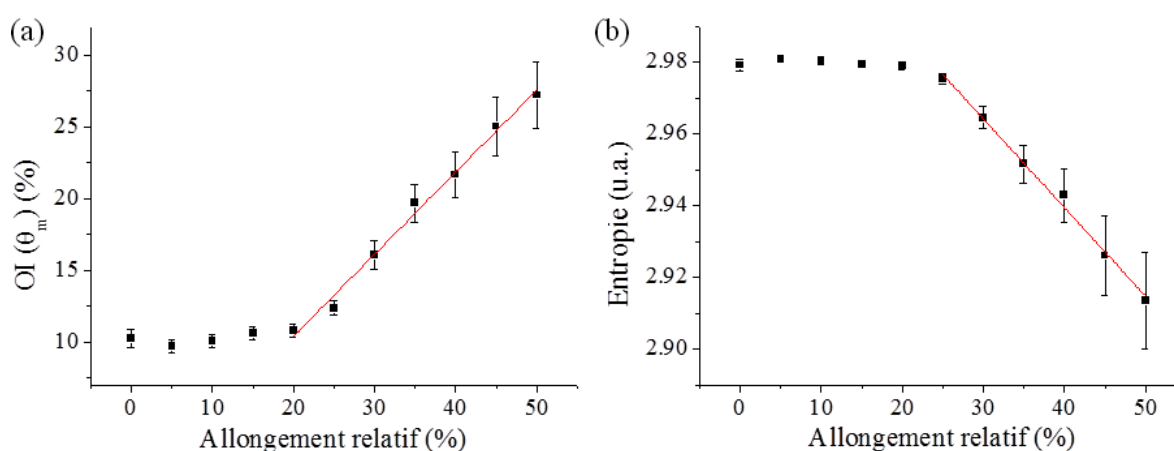 (a)
OI (θm) (%)
30
25
20
15
10
0 10 20 30 40 50
Allongement relatif (%)
(b)
Entropie (u.a.)
2.98
2.96
2.94
2.92
2.90
0 10 20 30 40 50
Allongement relatif (%)